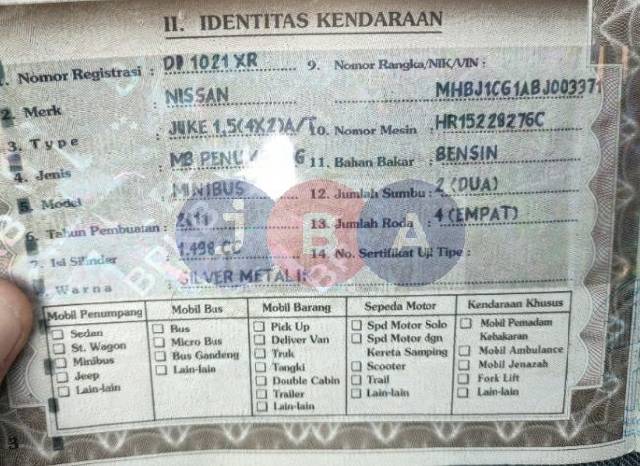 II. IDENTITAS KENDARAAN
1. Nomor Registrasi : DD 1021 XR
2. Merk : NISSAN
3. Type : JUKE 1.5(4X2)A/T
4. Jenis : MB PENU G
5. Model : MINIBUS
6. Tahun Pembuatan : 2011
7. Isi Silinder : 1.498 CC
Warna : SILVER METALIK
9. Nomor Rangka/NIK/VIN :
MHBJ1CG1ABJ003371
10. Nomor Mesin : HR15228276C
11. Bahan Bakar : BENSIN
12. Jumlah Sumbu : 2 (DUA)
13. Jumlah Roda : 4 (EMPAT)
14. No. Sertifikat Uji Tipe :
JBA
Mobil Penumpang
Sedan
St. Wagon
Minibus
Jeep
Lain-lain
Mobil Bus
Bus
Micro Bus
Bus Gandeng
Lain-lain
Mobil Barang
Pick Up
Deliver Van
Truk
Tangki
Double Cabin
Trailer
Lain-lain
Sepeda Motor
Spd Motor Solo
Spd Motor dgn
Kereta Samping
Scooter
Trail
Lain-lain
Kendaraan Khusus
Mobil Pemadam
Kebakaran
Mobil Ambulance
Mobil Jenazah
Fork Lift
Lain-lain